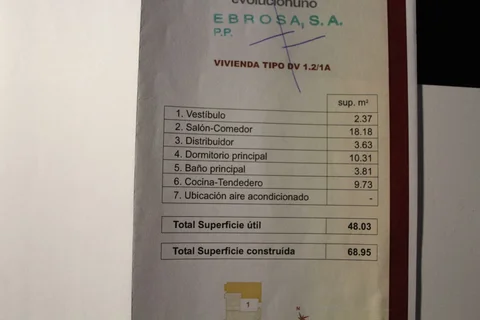 evolucionuno
EBROSA, S.A.
P.P.
VIVIENDA TIPO DV 1.2/1A
sup. m²
1. Vestíbulo 2.37
2. Salón-Comedor 18.18
3. Distribuidor 3.63
4. Dormitorio principal 10.31
5. Baño principal 3.81
6. Cocina-Tendedero 9.73
7. Ubicación aire acondicionado -
Total Superficie útil 48.03
Total Superficie construída 68.95
1